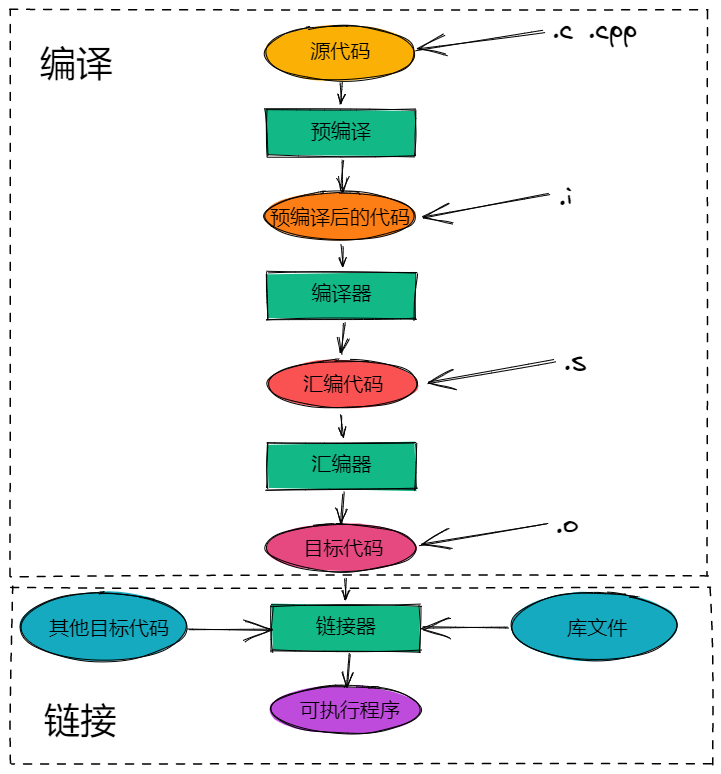 编译
源代码
.c .cpp
预编译
预编译后的代码
.i
编译器
汇编代码
.s
汇编器
目标代码
.o
其他目标代码
链接器
库文件
链接
可执行程序